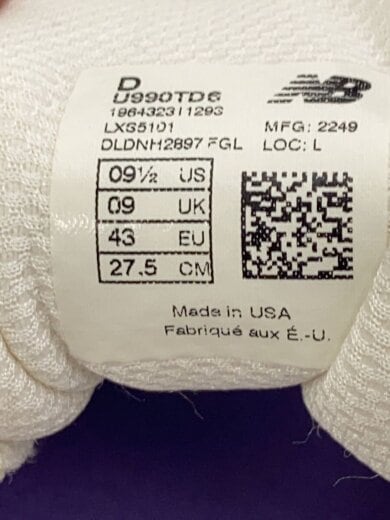 D
U990TD6
196432311293
LXS5101 MFG: 2249
DLDNH2897 FGL LOC: L
09½ US
09 UK
43 EU
27.5 CM
Made in USA
Fabriqué aux É.-U.
NB